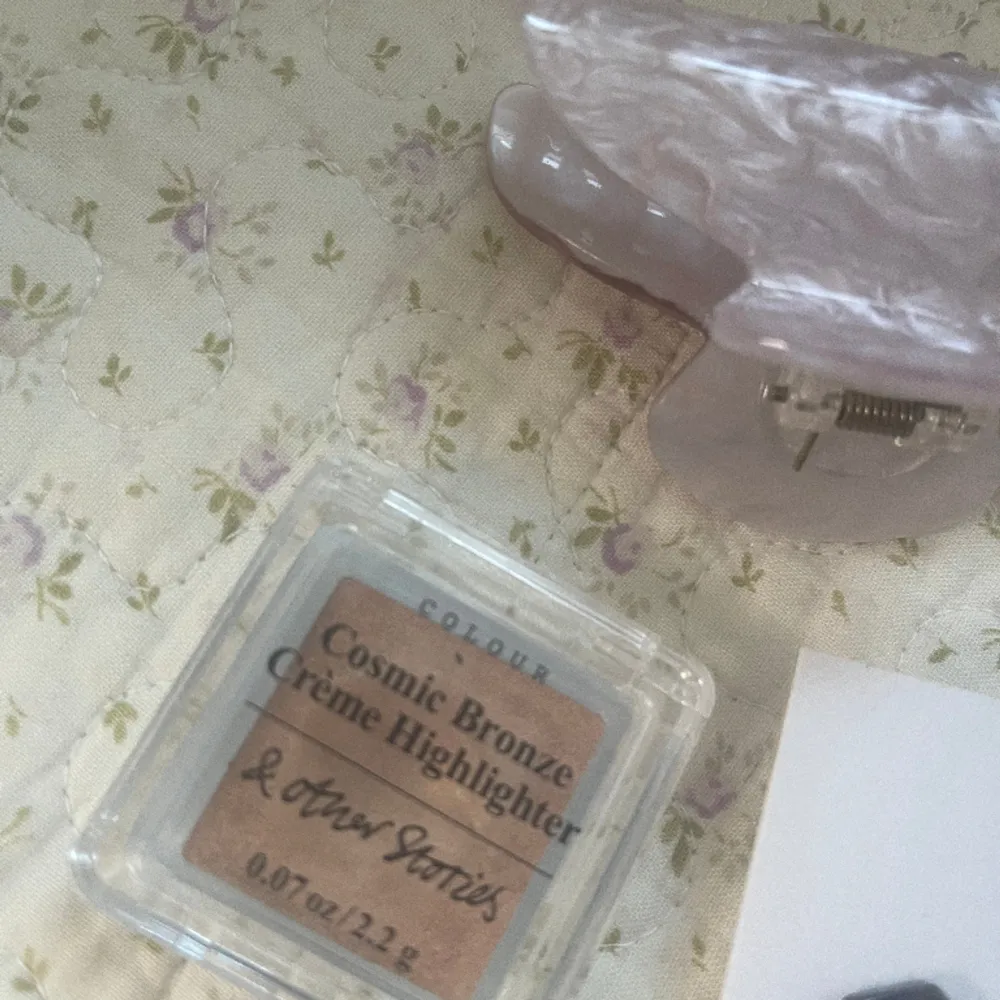 COLOUR
Cosmic Bronze
Crème Highlighter
& other Stories
0.07 oz / 2.2 g